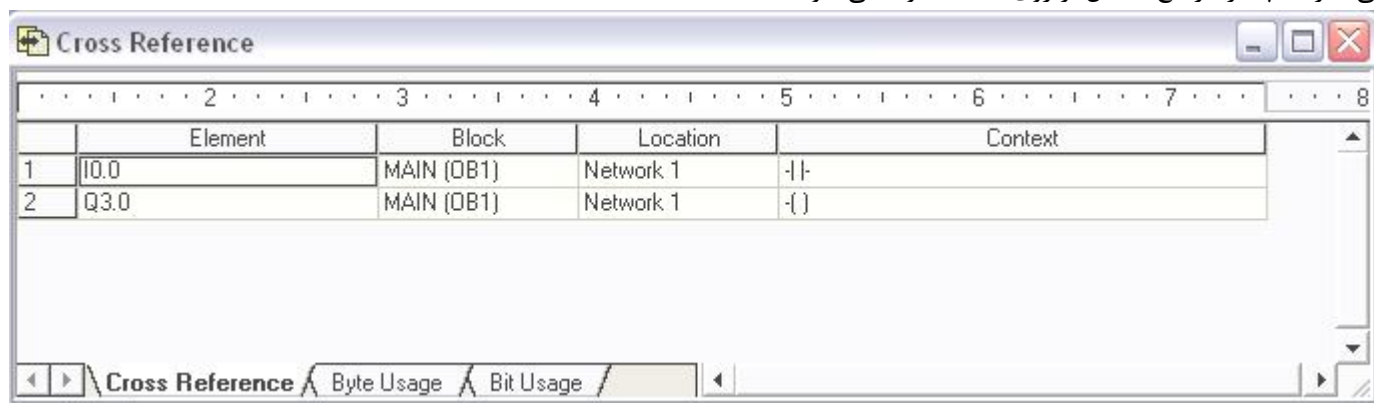 Cross Reference
2 3 4 5 6 7 8
Element Block Location Context
1 I0.0 MAIN (OB1) Network 1 -| |-
2 Q3.0 MAIN (OB1) Network 1 -( )
Cross Reference Byte Usage Bit Usage